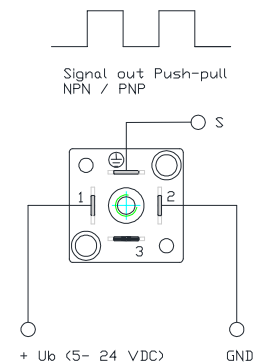 Signal out Push-pull
NPN / PNP
S
1
2
3
+ Ub (5- 24 VDC)
GND